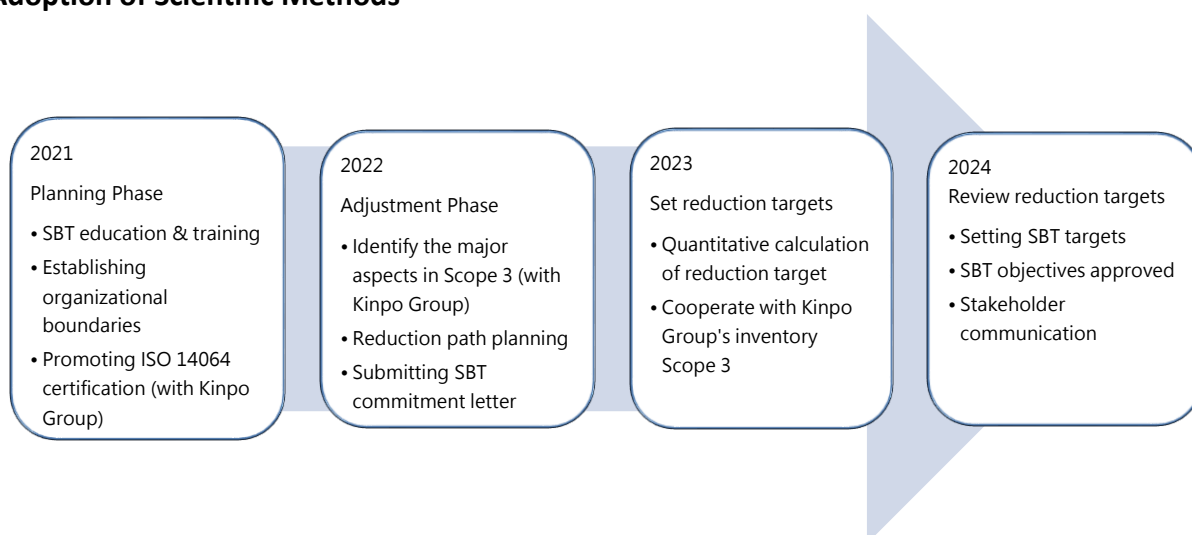 Adoption of Scientific Methods
2021
Planning Phase
• SBT education & training
• Establishing
organizational
boundaries
• Promoting ISO 14064
certification (with Kinpo
Group)
2022
Adjustment Phase
• Identify the major
aspects in Scope 3 (with
Kinpo Group)
• Reduction path planning
• Submitting SBT
commitment letter
2023
Set reduction targets
• Quantitative calculation
of reduction target
• Cooperate with Kinpo
Group's inventory
Scope 3
2024
Review reduction targets
• Setting SBT targets
• SBT objectives approved
• Stakeholder
communication